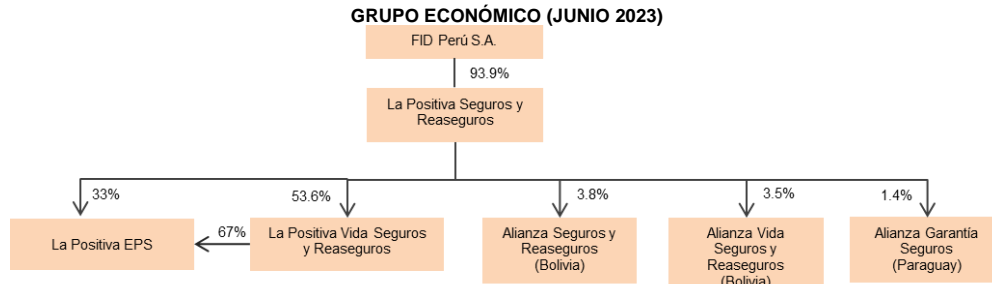 GRUPO ECONÓMICO (JUNIO 2023)
FID Perú S.A.
93.9%
La Positiva Seguros y
Reaseguros
33%
53.6%
3.8%
3.5%
1.4%
La Positiva EPS
67%
La Positiva Vida Seguros
y Reaseguros
Alianza Seguros y
Reaseguros
(Bolivia)
Alianza Vida
Seguros y
Reaseguros
(Bolivia)
Alianza Garantía
Seguros
(Paraguay)